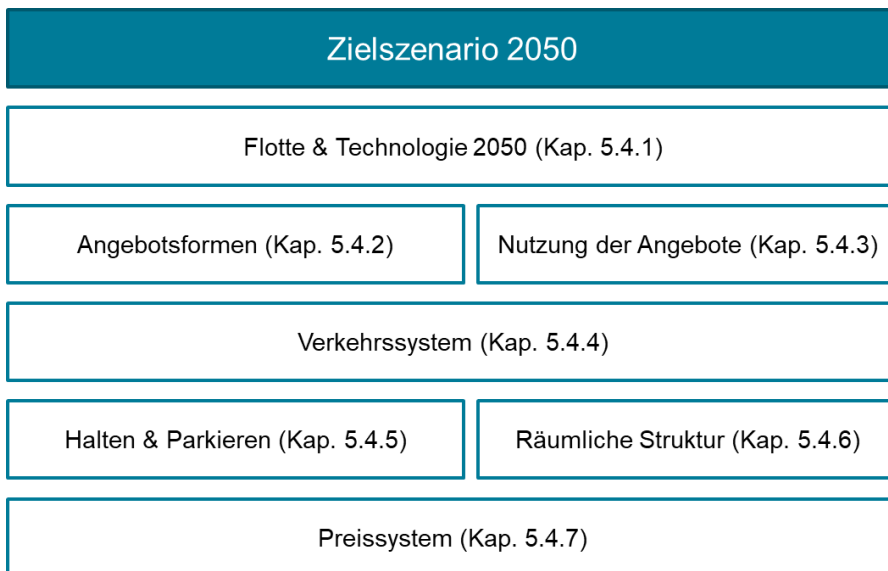 Zielszenario 2050
Flotte & Technologie 2050 (Kap. 5.4.1)
Angebotsformen (Kap. 5.4.2)
Nutzung der Angebote (Kap. 5.4.3)
Verkehrssystem (Kap. 5.4.4)
Halten & Parkieren (Kap. 5.4.5)
Räumliche Struktur (Kap. 5.4.6)
Preissystem (Kap. 5.4.7)